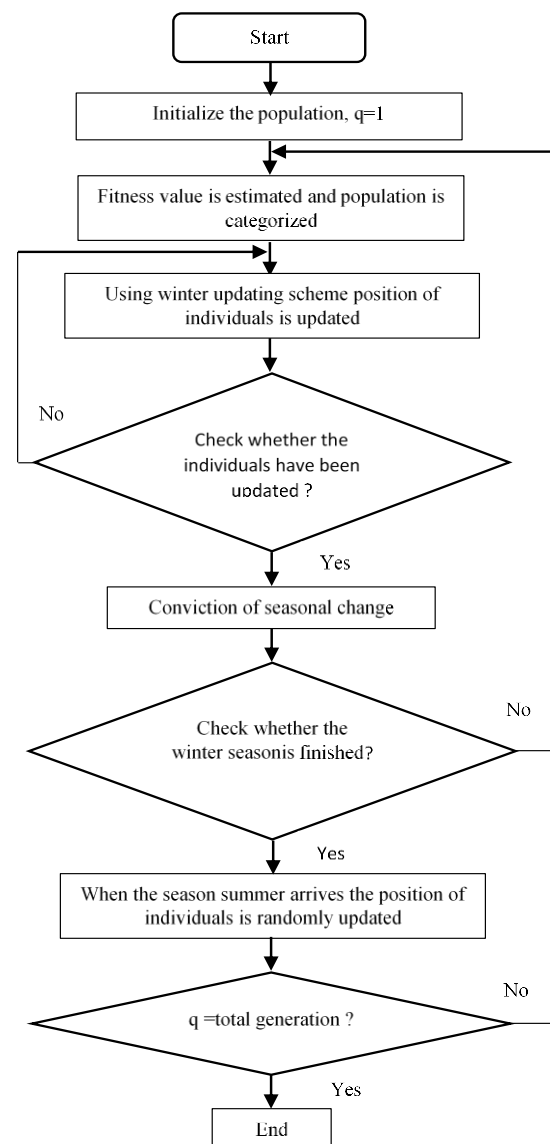 Start
Initialize the population, q=1
Fitness value is estimated and population is
categorized
Using winter updating scheme position of
individuals is updated
No
Check whether the
individuals have been
updated ?
Yes
Conviction of seasonal change
No
Check whether the
winter seasonis finished?
Yes
When the season summer arrives the position of
individuals is randomly updated
No
q =total generation ?
Yes
End